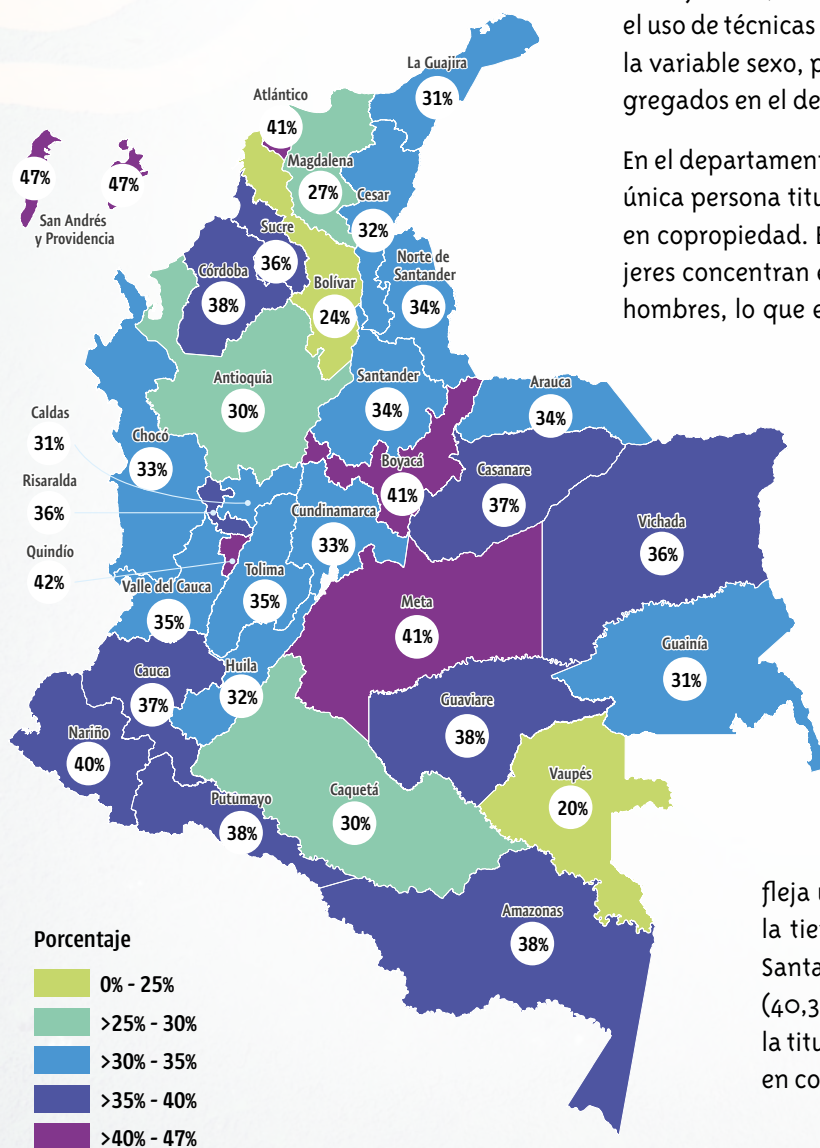 el uso de técnicas
la variable sexo, p
gregados en el de
En el departament
única persona titu
en copropiedad. E
jeres concentran
hombres, lo que e
La Guajira
31%
Atlántico
41%
Magdalena
27%
Cesar
32%
47%
47%
San Andrés
y Providencia
Sucre
36%
Córdoba
38%
Bolívar
24%
Norte de
Santander
34%
Antioquia
30%
Santander
34%
Arauca
34%
Caldas
31%
Chocó
33%
Risaralda
36%
Boyacá
41%
Casanare
37%
Cundinamarca
33%
Vichada
36%
Quindío
42%
Valle del Cauca
35%
Tolima
35%
Meta
41%
Guainía
31%
Cauca
37%
Huila
32%
Guaviare
38%
Nariño
40%
Putumayo
38%
Caquetá
30%
Vaupés
20%
Amazonas
38%
fleja
la tie
Santa
(40,3
la titu
en co
Porcentaje
0% - 25%
>25% - 30%
>30% - 35%
>35% - 40%
>40% - 47%